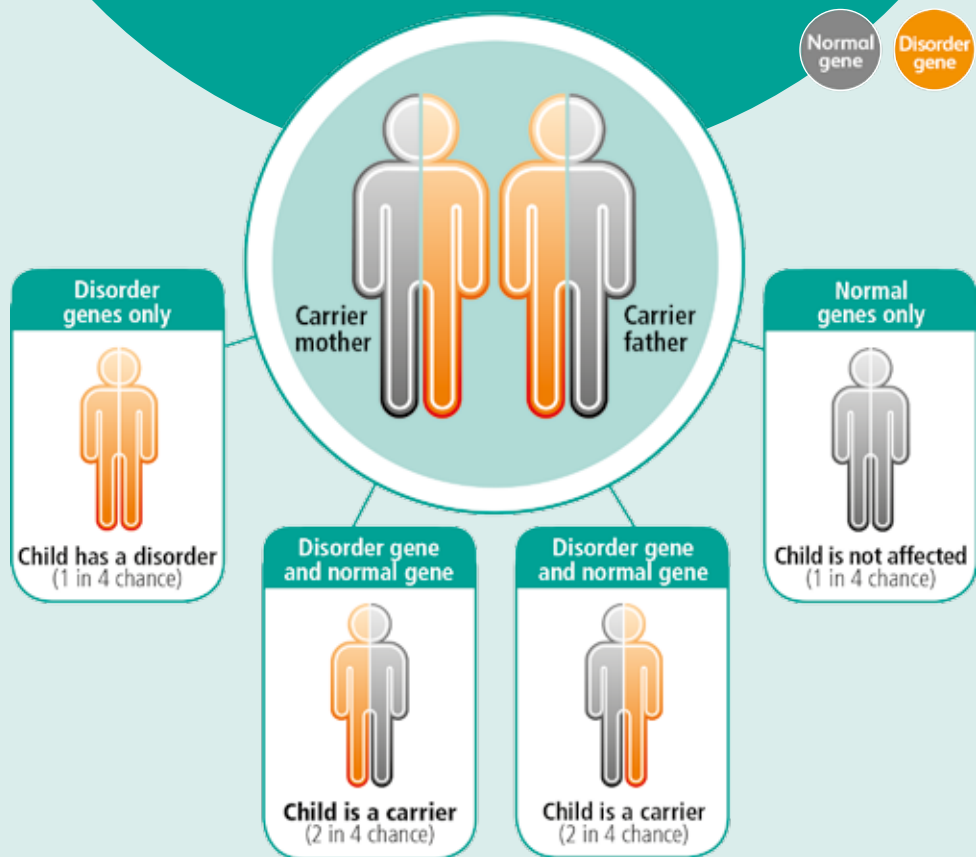 Normal
gene
Disorder
gene
Carrier
mother
Carrier
father
Disorder
genes only
Child has a disorder
(1 in 4 chance)
Disorder gene
and normal gene
Child is a carrier
(2 in 4 chance)
Disorder gene
and normal gene
Child is a carrier
(2 in 4 chance)
Normal
genes only
Child is not affected
(1 in 4 chance)